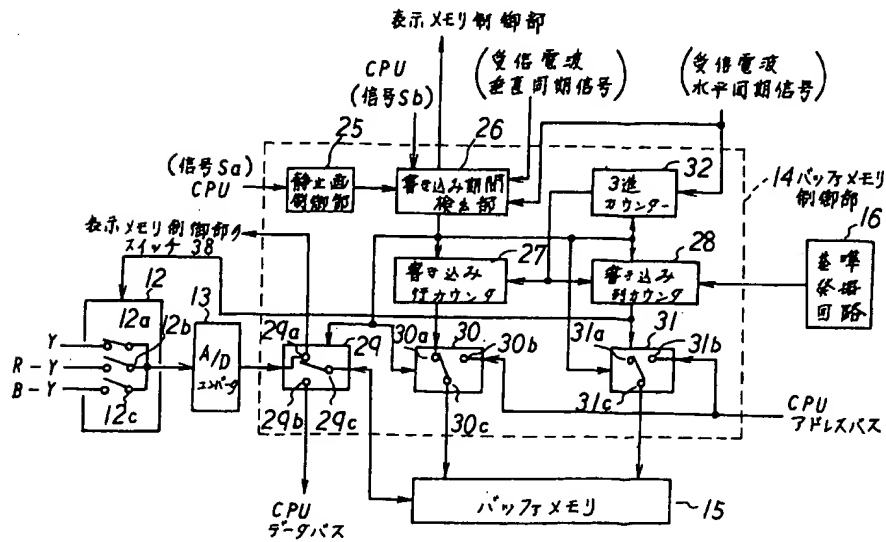 表示メモリ制御部
CPU
(信号Sb)
(受信電波
垂直同期信号)
(受信電波
水平同期信号)
25
26
32
(信号Sa)
CPU
静止画
制御部
書き込み期間
検出部
3進
カウンター
14 バッファメモリ
制御部
16
表示メモリ制御部の
スイッチ 38
27
28
書き込み
行カウンタ
書き込み
列カウンタ
基準
発振
回路
12
13
12a
12b
12c
Y
R-Y
B-Y
A/D
コンバータ
29a
29
29b
29c
30a
30
30b
30c
31a
31
31b
31c
CPU
アドレスバス
CPU
データバス
バッファメモリ
15